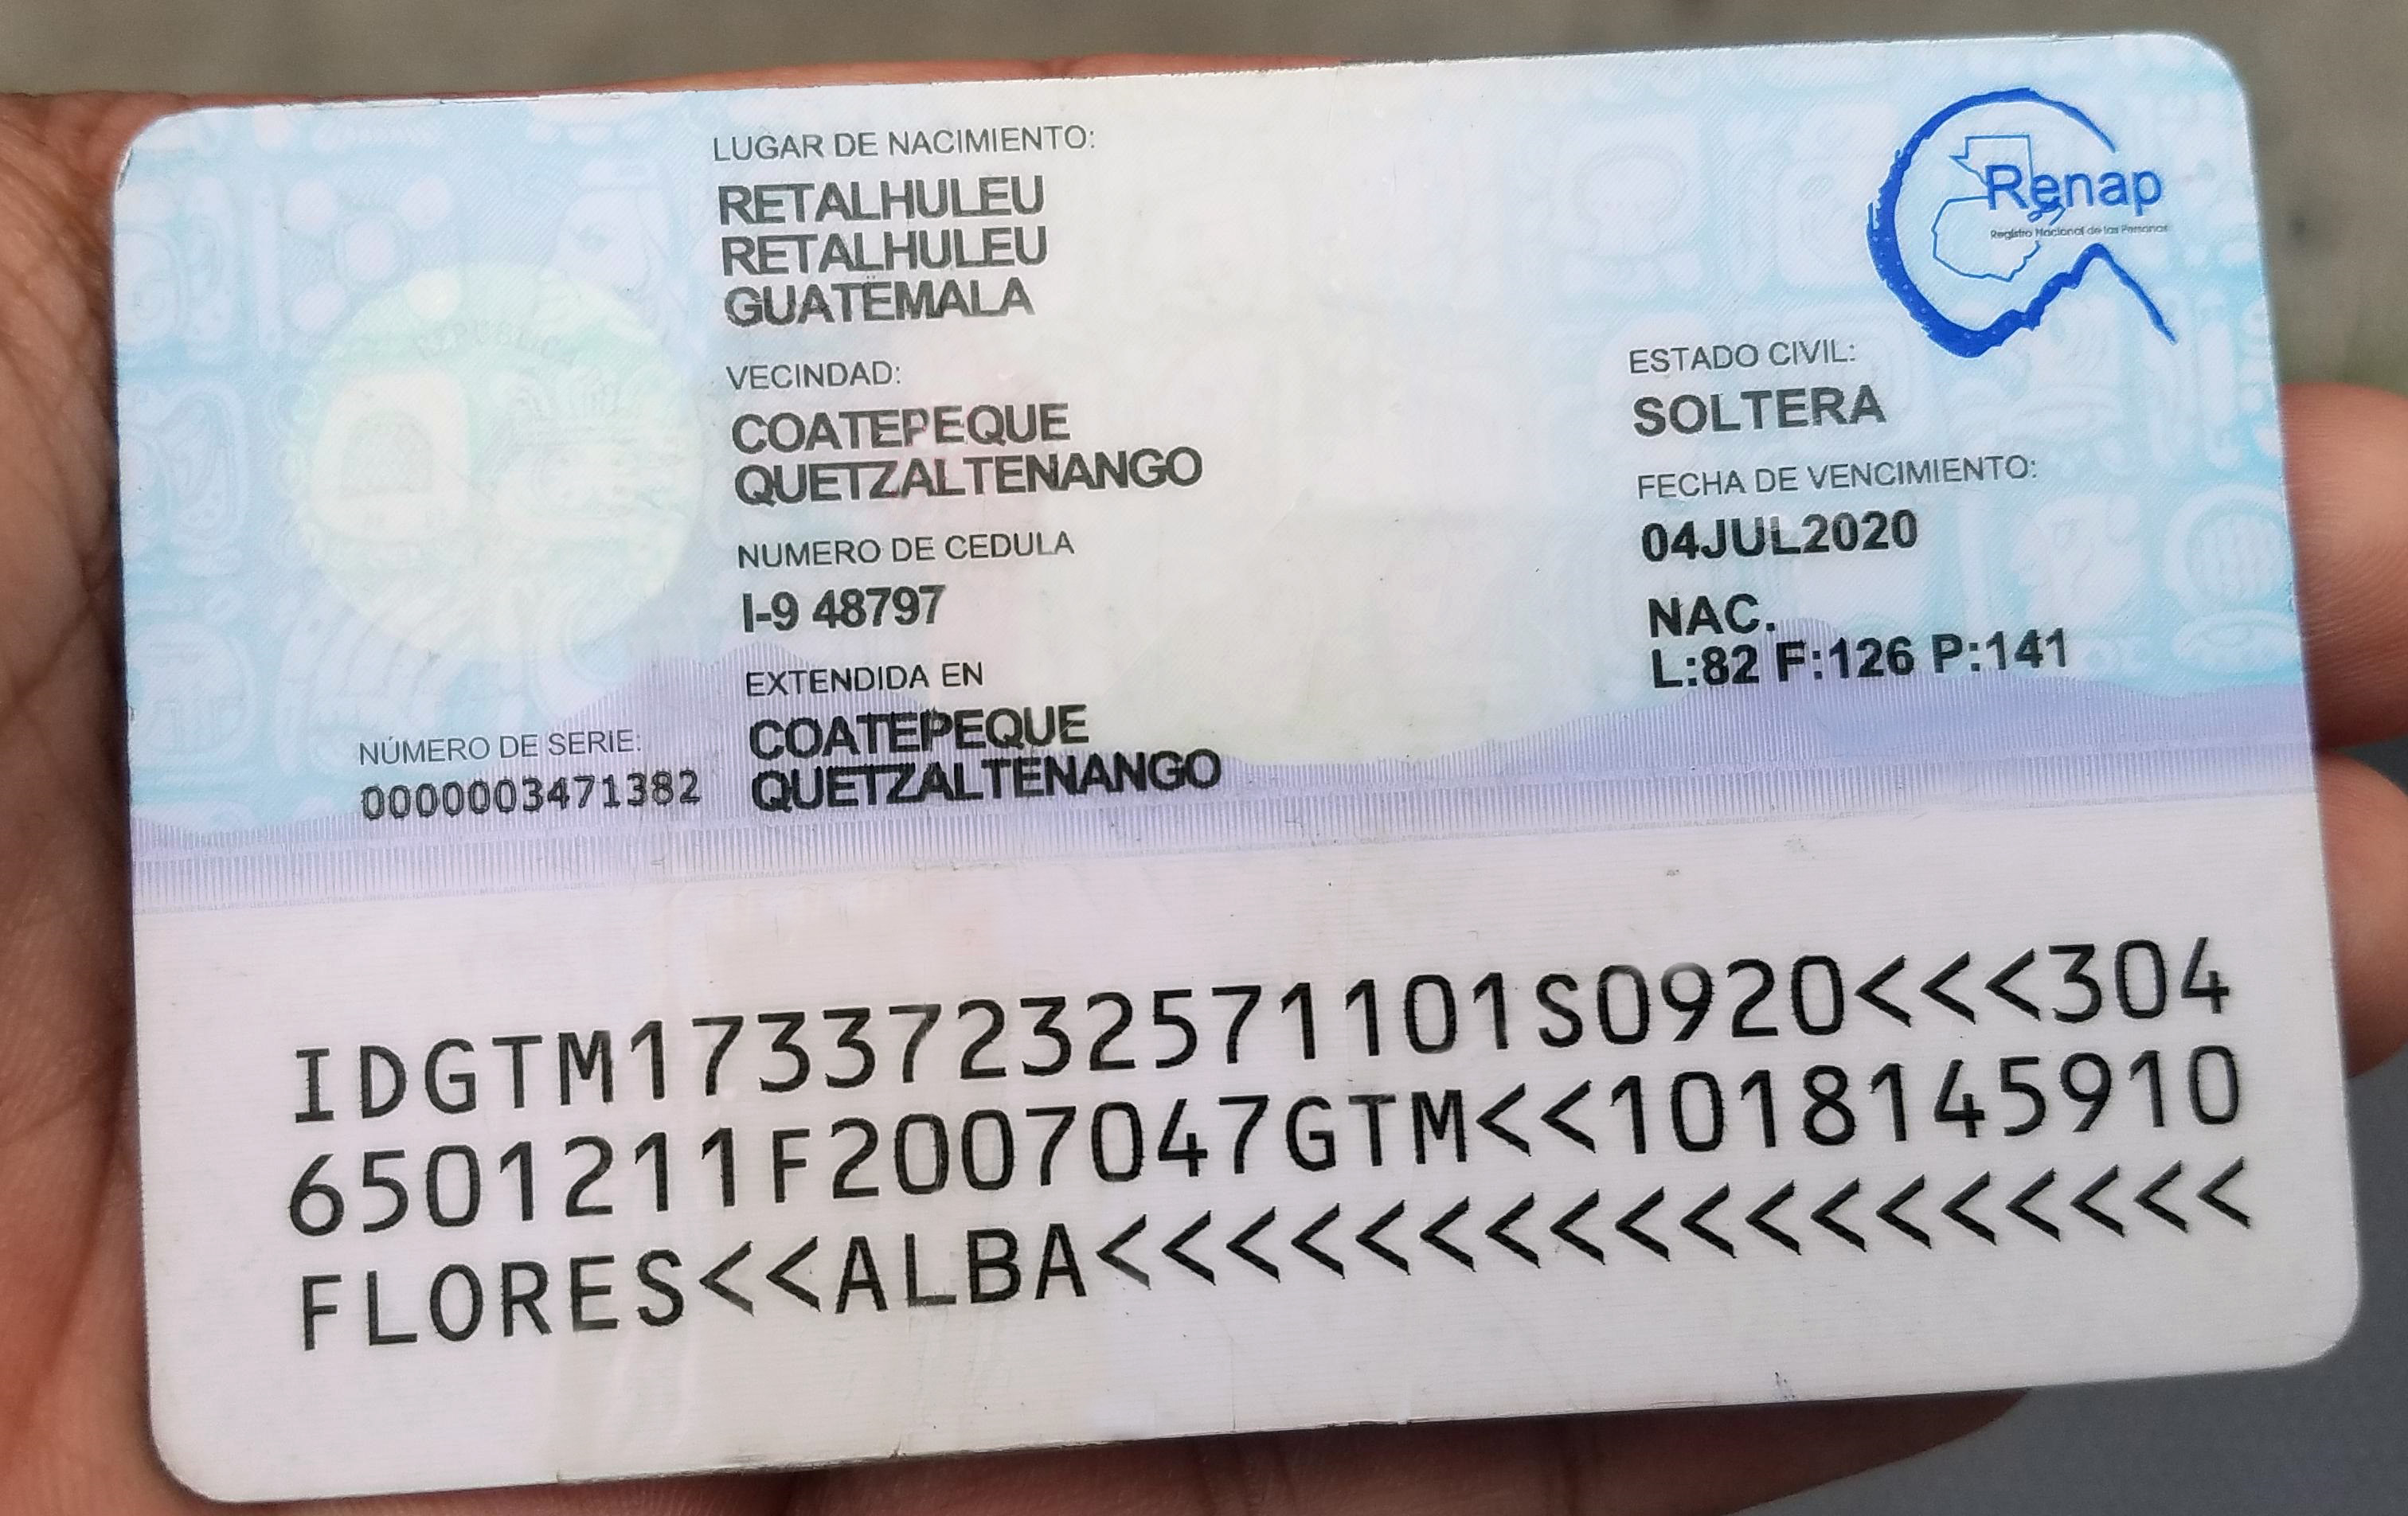 LUGAR DE NACIMIENTO:
RETALHULEU
RETALHULEU
GUATEMALA
Renap
Registro Nacional de las Personas
VECINDAD:
COATEPEQUE
QUETZALTENANGO
ESTADO CIVIL:
SOLTERA
FECHA DE VENCIMIENTO:
04JUL2020
NUMERO DE CEDULA
I-9 48797
NAC.
L:82 F:126 P:141
EXTENDIDA EN
COATEPEQUE
QUETZALTENANGO
NÚMERO DE SERIE:
0000003471382
IDGTM17337232571101S0920<<<304
6501211F2007047GTM<<1018145910
FLORES<<ALBA<<<<<<<<<<<<<<<<<<